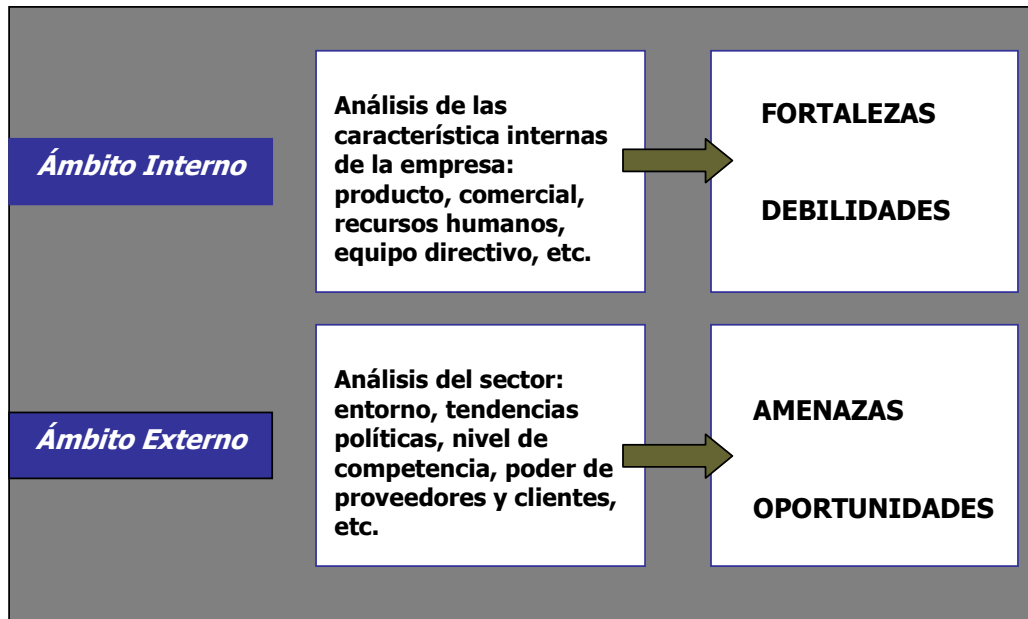 Ámbito Interno
Análisis de las
característica internas
de la empresa:
producto, comercial,
recursos humanos,
equipo directivo, etc.
FORTALEZAS
DEBILIDADES
Ámbito Externo
Análisis del sector:
entorno, tendencias
políticas, nivel de
competencia, poder de
proveedores y clientes,
etc.
AMENAZAS
OPORTUNIDADES